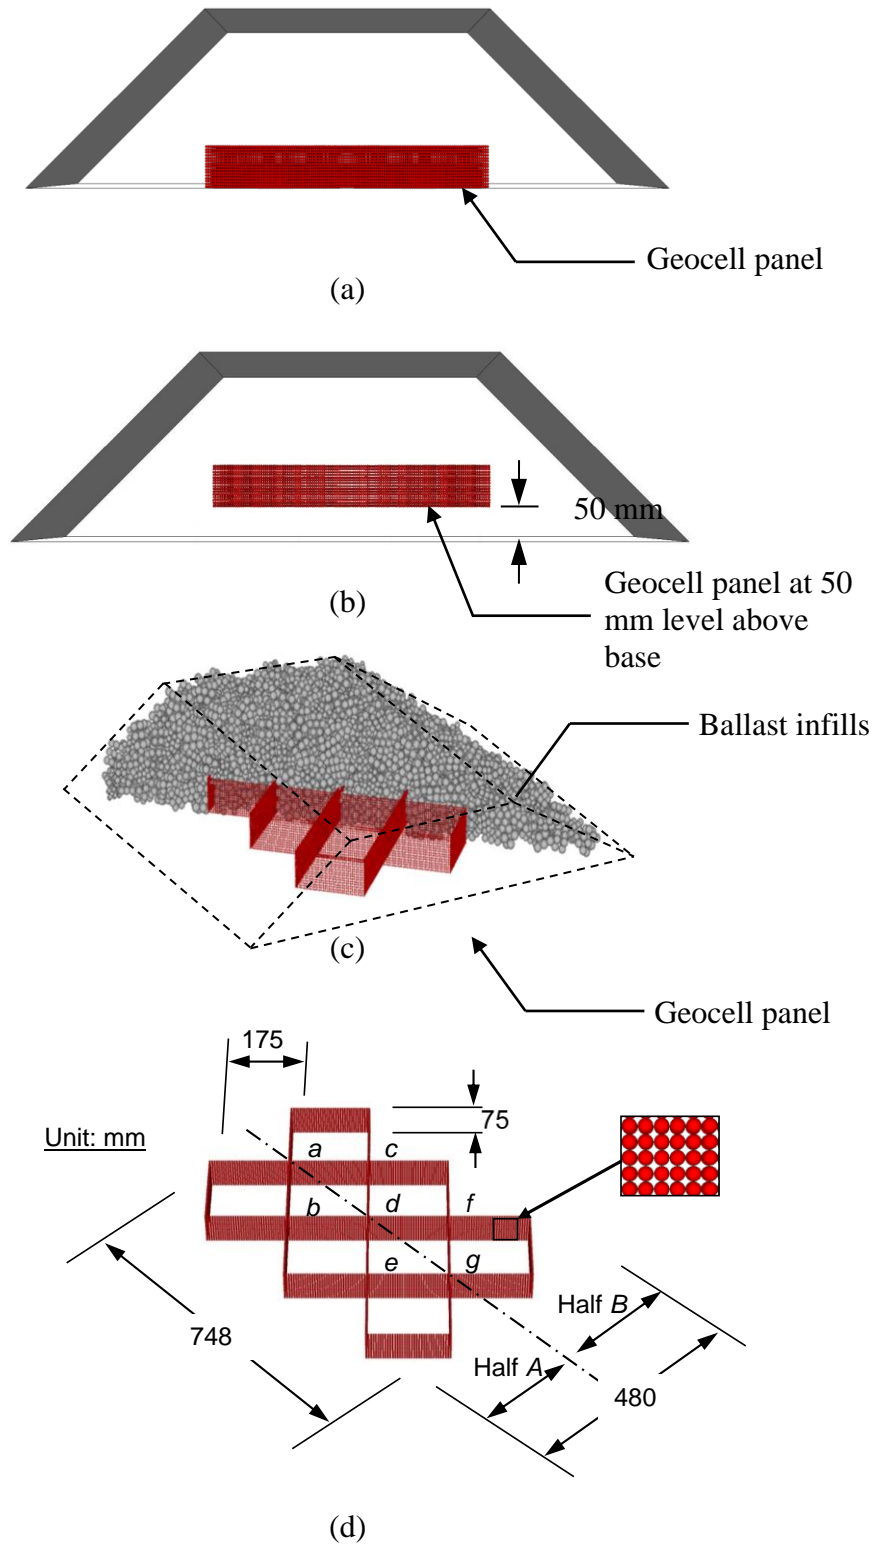 Geocell panel
(a)
50 mm
Geocell panel at 50
mm level above
base
(b)
Ballast infills
(c)
Geocell panel
175
75
Unit: mm
a
c
b
d
f
e
g
Half B
748
Half A
480
(d)